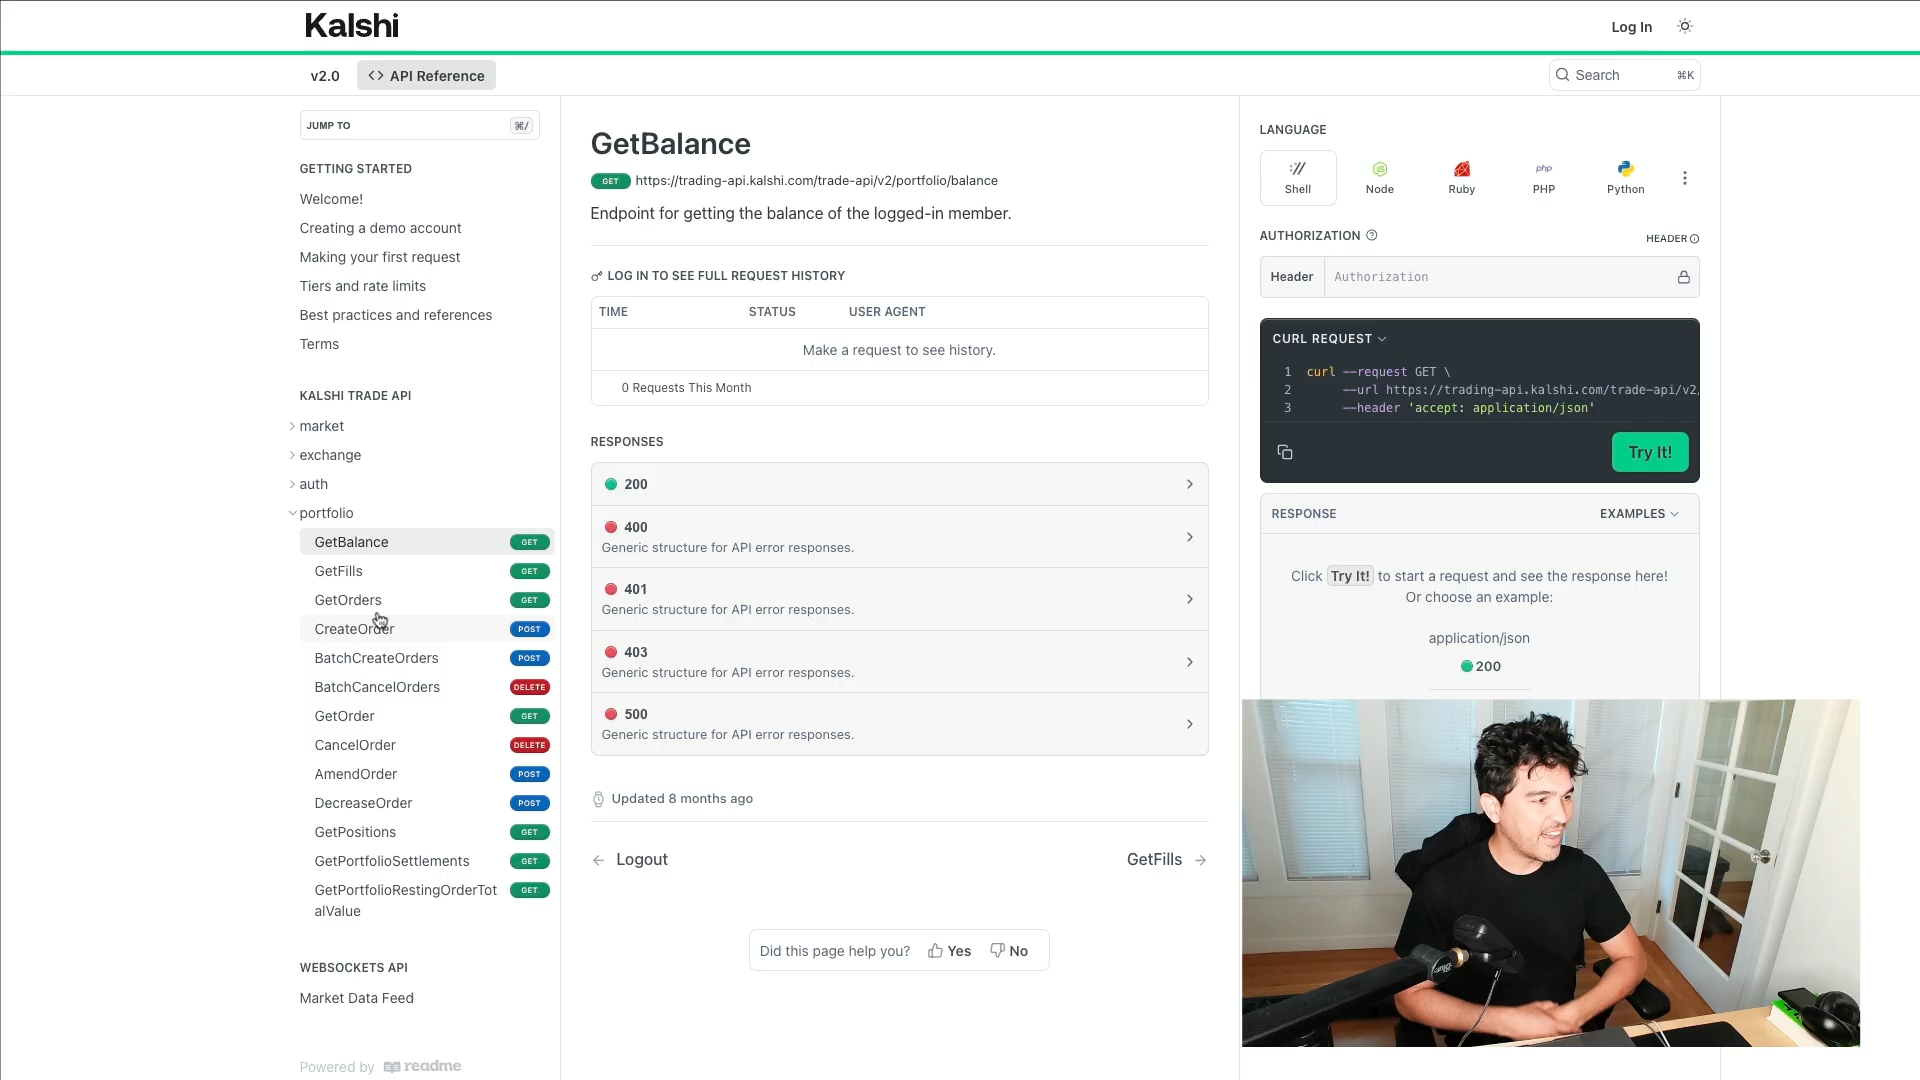 Kalshi
Log In
v2.0
<> API Reference
Search
⌘K
JUMP TO
⌘/
GETTING STARTED
Welcome!
Creating a demo account
Making your first request
Tiers and rate limits
Best practices and references
Terms
KALSHI TRADE API
market
exchange
auth
portfolio
GetBalance GET
GetFills GET
GetOrders GET
CreateOrder POST
BatchCreateOrders POST
BatchCancelOrders DELETE
GetOrder GET
CancelOrder DELETE
AmendOrder POST
DecreaseOrder POST
GetPositions GET
GetPortfolioSettlements GET
GetPortfolioRestingOrderTot GET
alValue
WEBSOCKETS API
Market Data Feed
Powered by readme
GetBalance
GET https://trading-api.kalshi.com/trade-api/v2/portfolio/balance
Endpoint for getting the balance of the logged-in member.
LOG IN TO SEE FULL REQUEST HISTORY
TIME STATUS USER AGENT
Make a request to see history.
0 Requests This Month
RESPONSES
200
400
Generic structure for API error responses.
401
Generic structure for API error responses.
403
Generic structure for API error responses.
500
Generic structure for API error responses.
Updated 8 months ago
← Logout
GetFills →
Did this page help you? Yes No
LANGUAGE
Shell
Node
Ruby
php
PHP
Python
AUTHORIZATION
HEADER
Header Authorization
CURL REQUEST
1 curl --request GET \
2 --url https://trading-api.kalshi.com/trade-api/v2/
3 --header 'accept: application/json'
Try It!
RESPONSE
EXAMPLES
Click Try It! to start a request and see the response here!
Or choose an example:
application/json
200